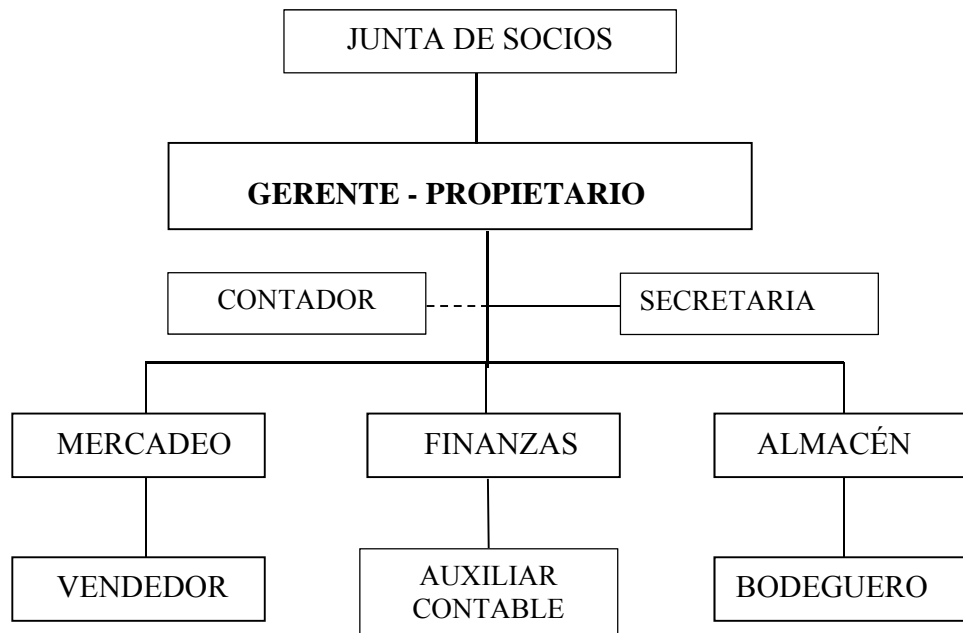 JUNTA DE SOCIOS
GERENTE - PROPIETARIO
CONTADOR
SECRETARIA
MERCADEO
FINANZAS
ALMACÉN
VENDEDOR
AUXILIAR
CONTABLE
BODEGUERO